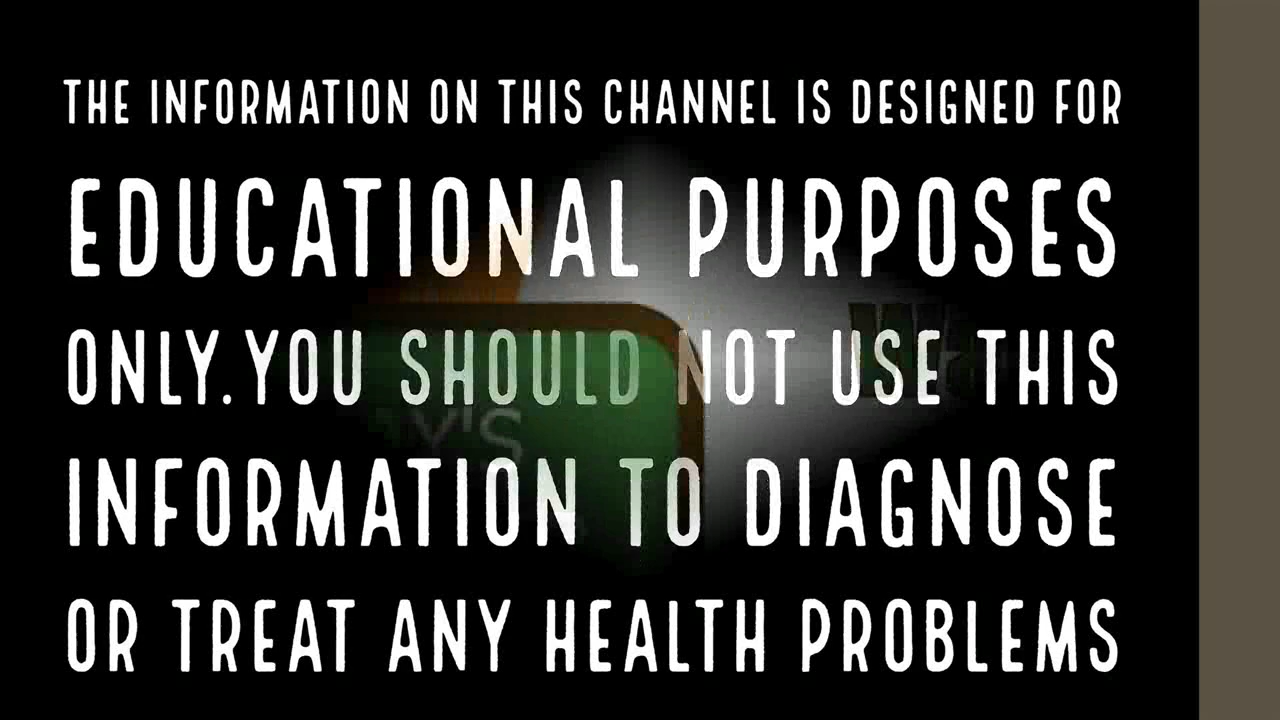 THE INFORMATION ON THIS CHANNEL IS DESIGNED FOR
EDUCATIONAL PURPOSES
ONLY.YOU SHOULD NOT USE THIS
Y'S
INFORMATION TO DIAGNOSE
OR TREAT ANY HEALTH PROBLEMS